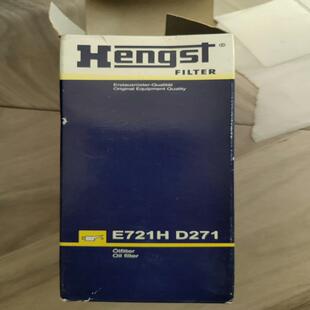 Hengst®
FILTER
Erstausrüster-Qualität
Original Equipment Quality
E721H D271
Ölfilter
Oil filter